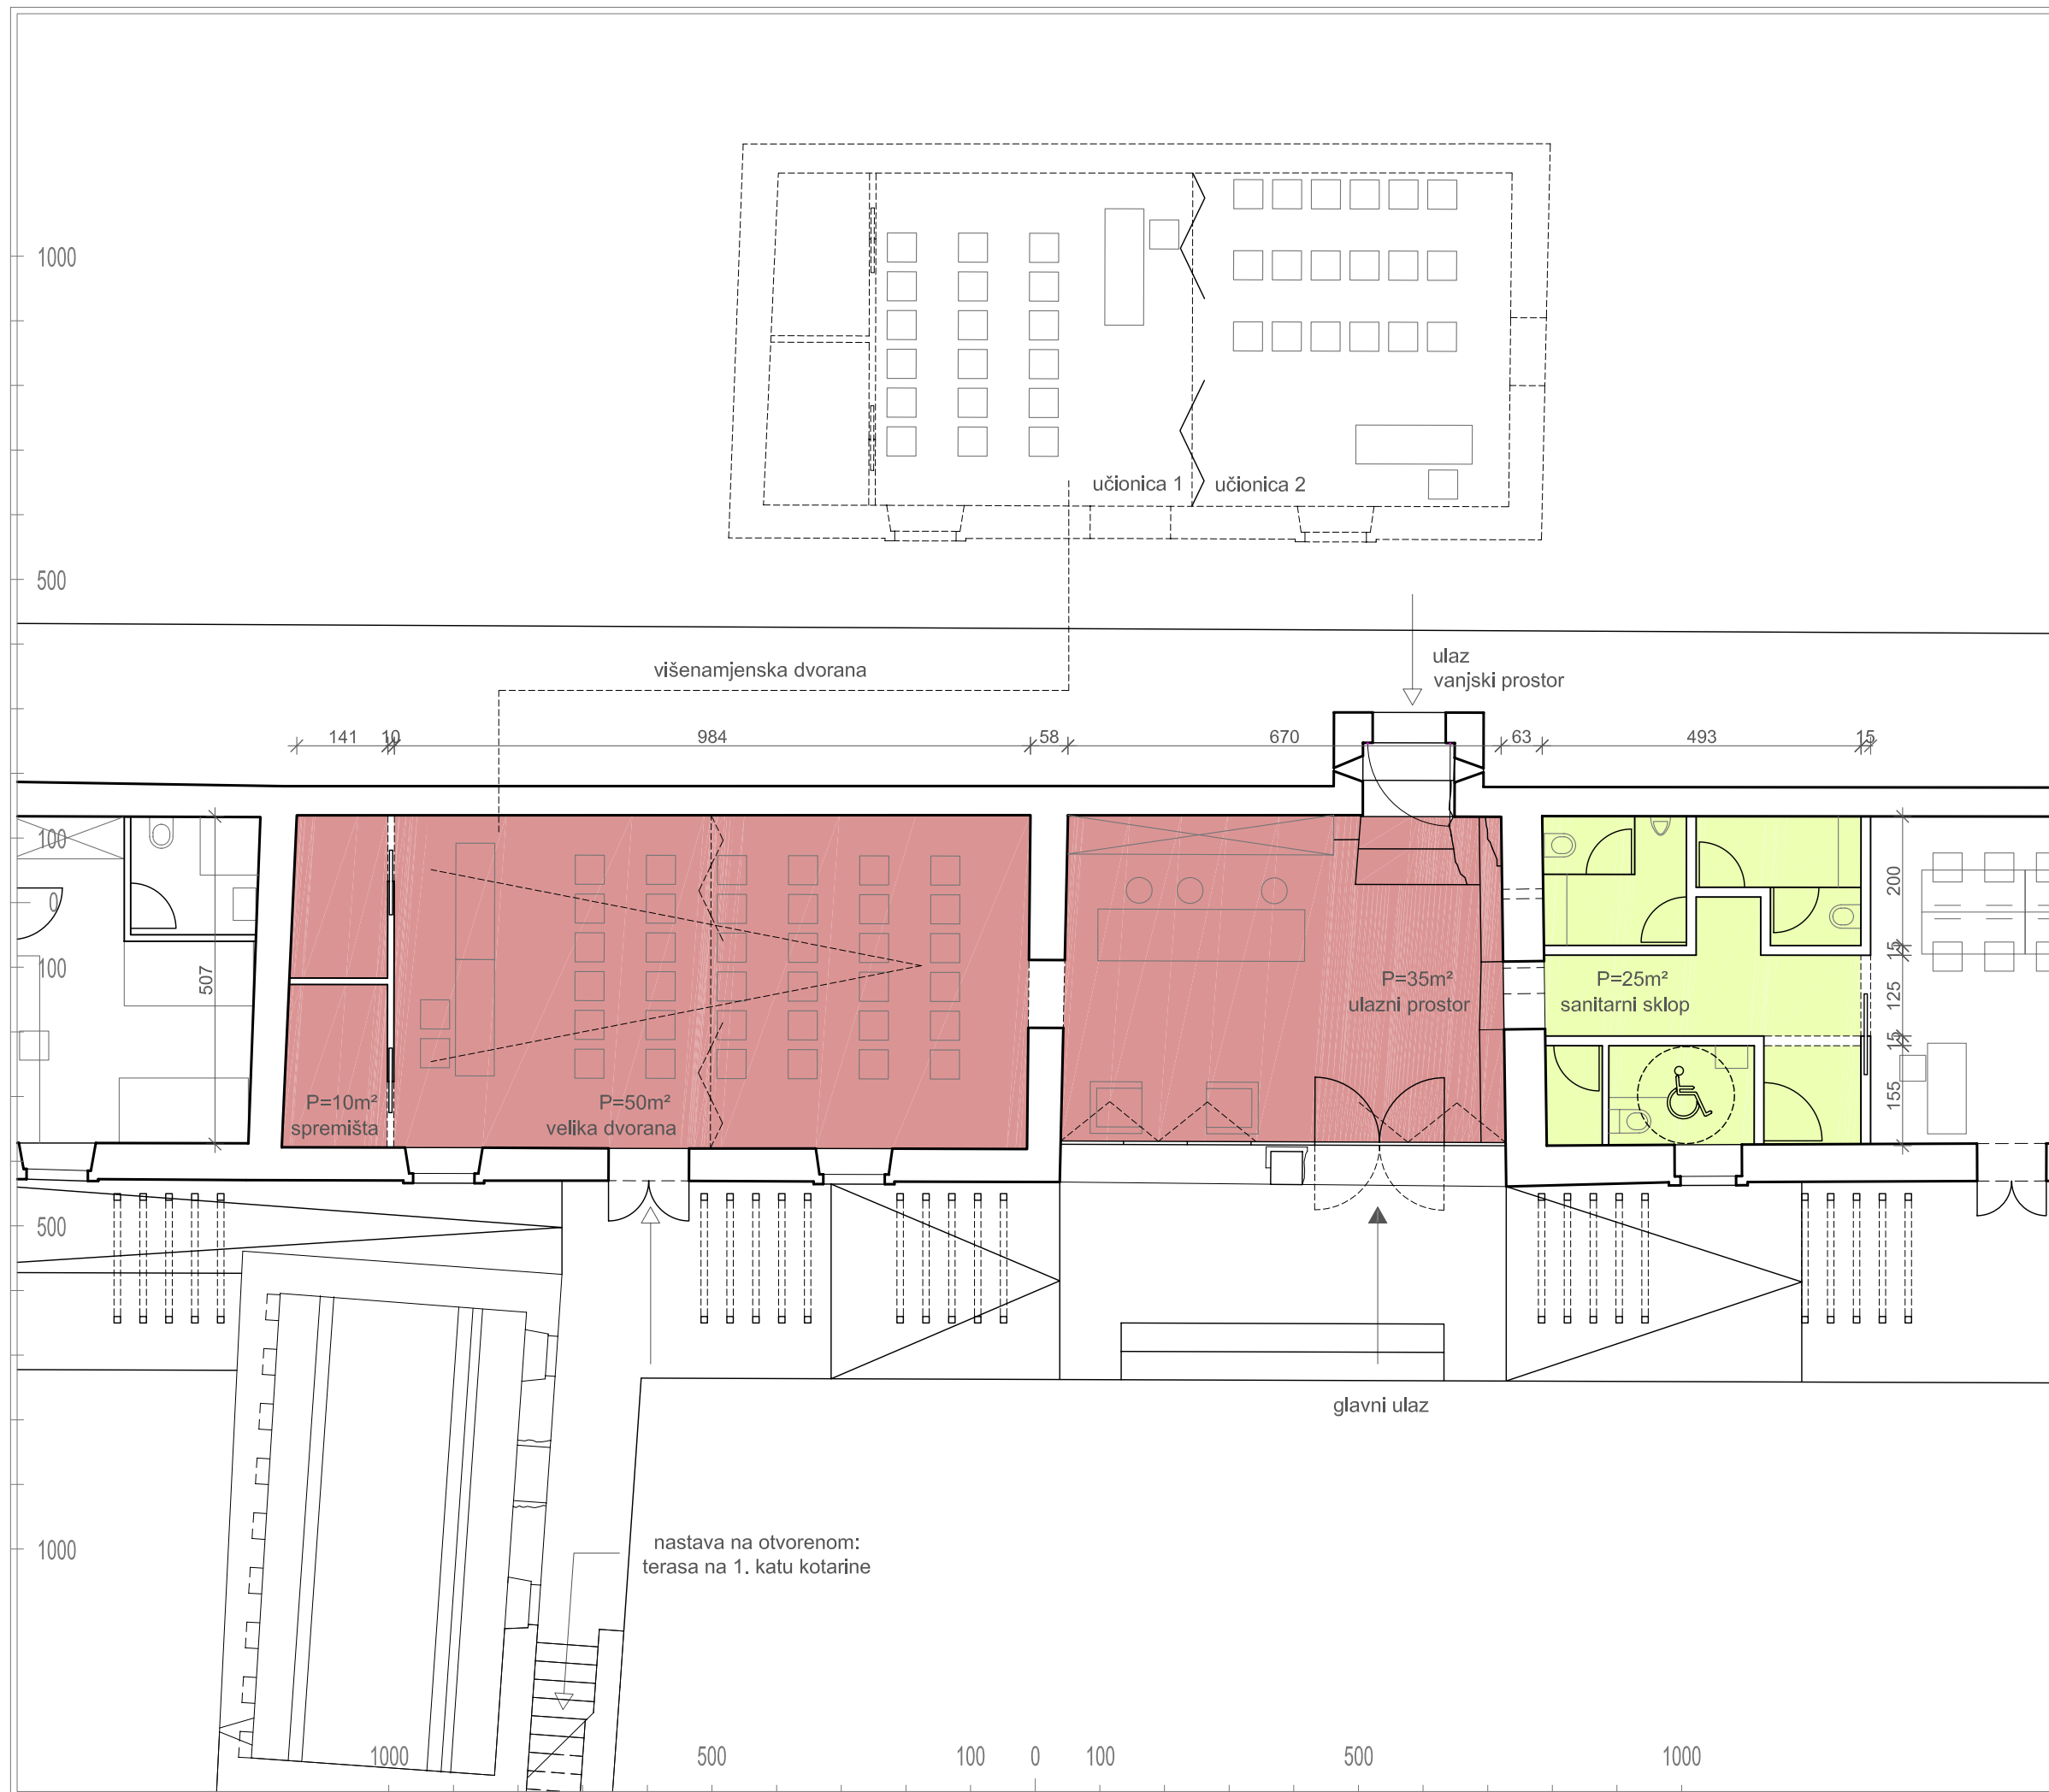 1000
učionica 1
učionica 2
500
višenamjenska dvorana
ulaz
vanjski prostor
141
10
984
58
670
63
493
15
100
0
100
507
200
15
125
15
155
P=35m²
ulazni prostor
P=25m²
sanitarni sklop
P=10m²
spremišta
P=50m²
velika dvorana
500
glavni ulaz
1000
nastava na otvorenom:
terasa na 1. katu kotarine
1000
500
100
0
100
500
1000